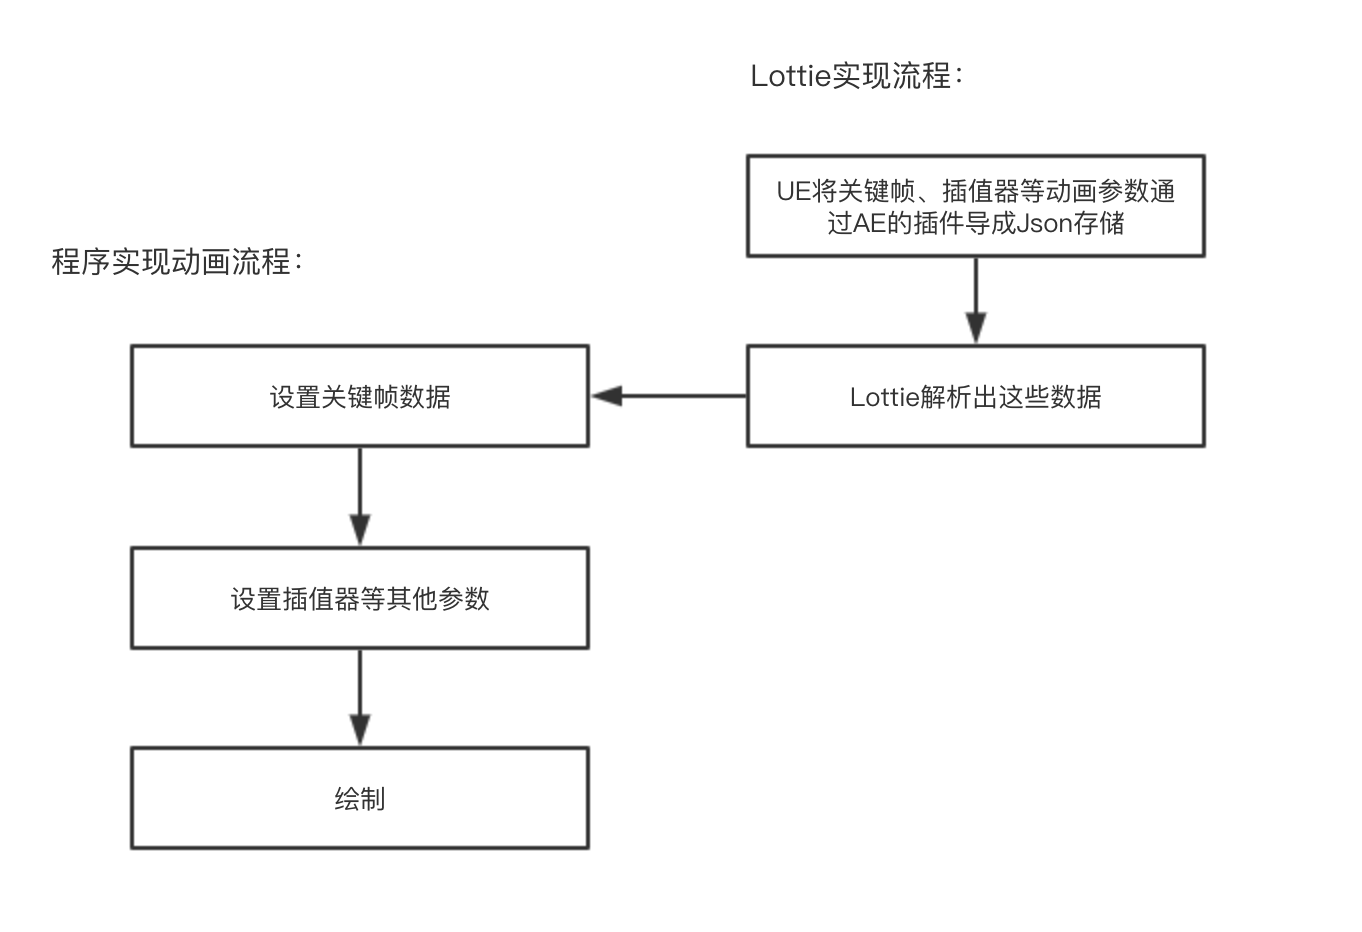 Lottie实现流程：
UE将关键帧、插值器等动画参数通
过AE的插件导成Json存储
程序实现动画流程：
设置关键帧数据
Lottie解析出这些数据
设置插值器等其他参数
绘制